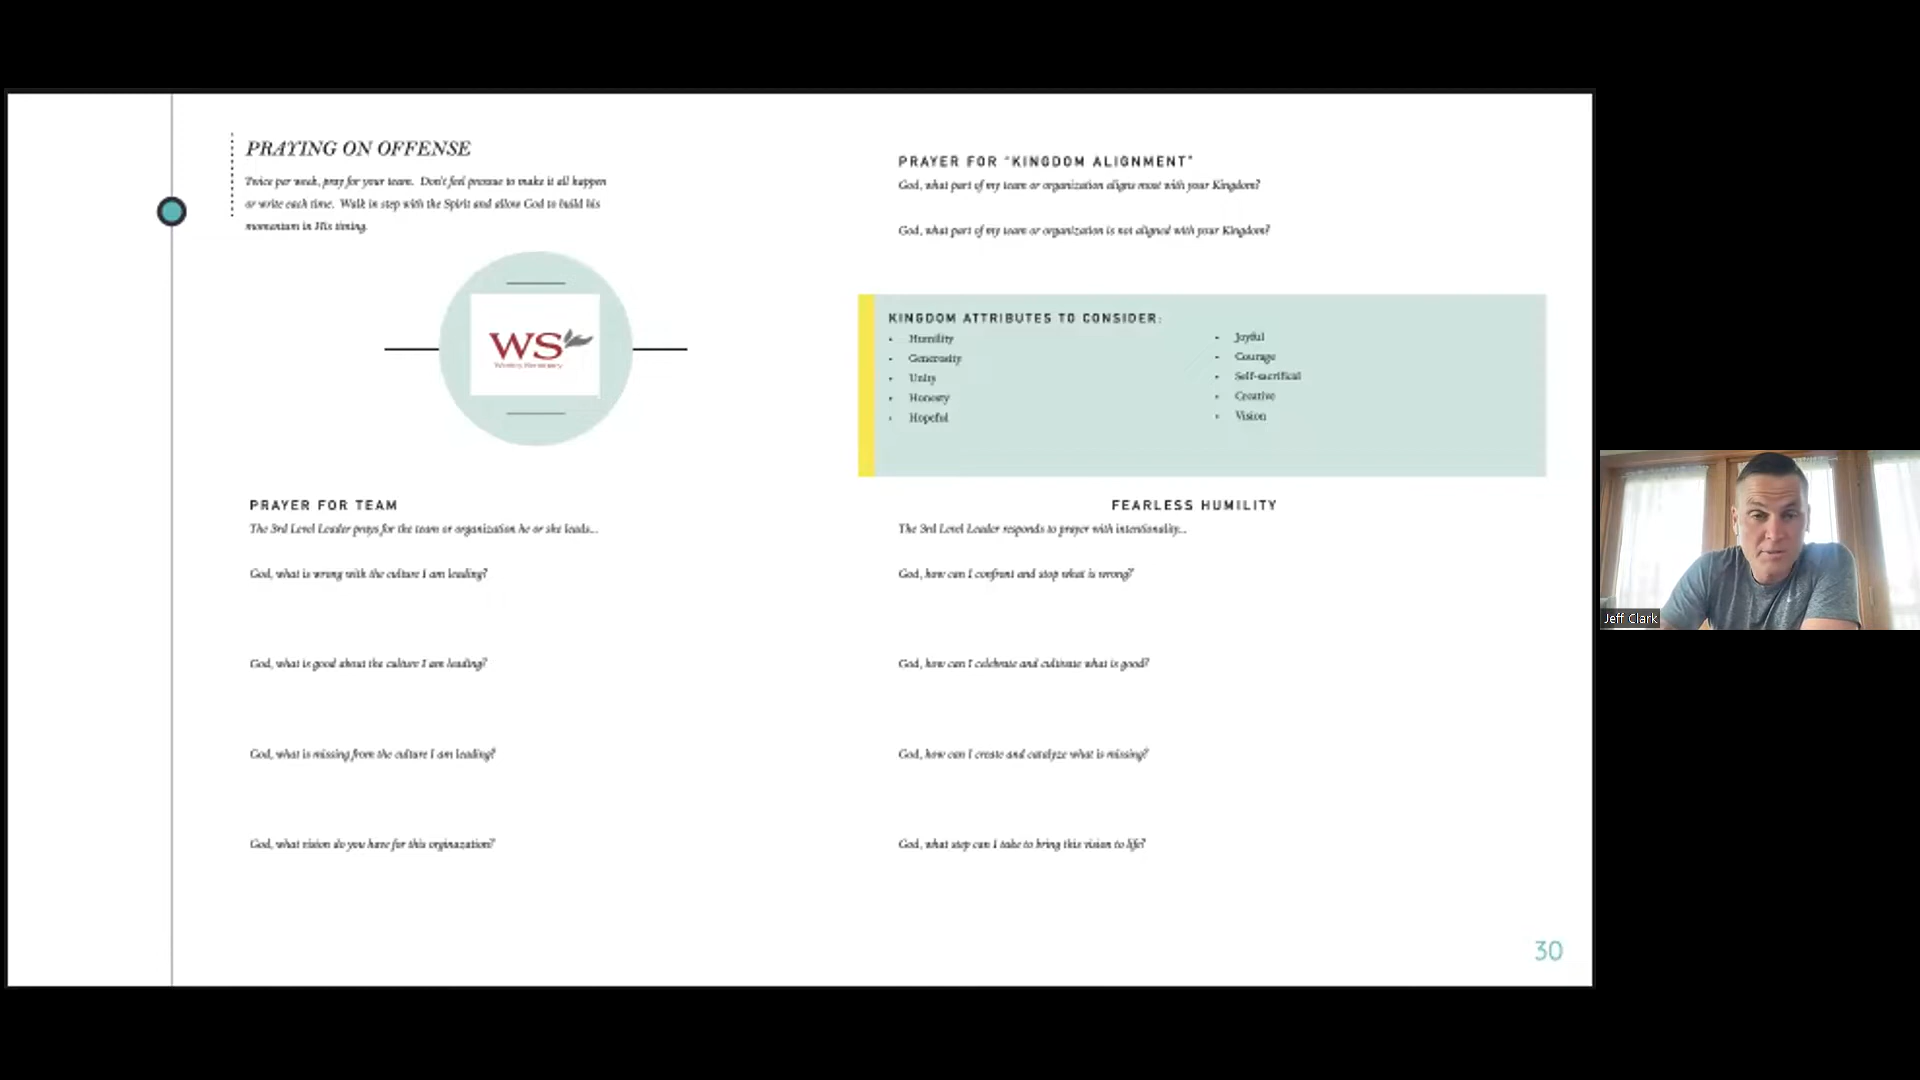 PRAYING ON OFFENSE
Twice per week, pray for your team. Don't feel pressue to make it all happen
or write each time. Walk in step with the Spirit and allow God to build his
momentum in His timing.
WS
PRAYER FOR TEAM
The 3rd Level Leader prays for the team or organization he or she leads...
God, what is wrong with the culture I am leading?
God, what is good about the culture I am leading?
God, what is missing from the culture I am leading?
God, what vision do you have for this orginazation?
PRAYER FOR "KINGDOM ALIGNMENT"
God, what part of my team or organization aligns most with your Kingdom?
God, what part of my team or organization is not aligned with your Kingdom?
KINGDOM ATTRIBUTES TO CONSIDER:
• Humility
• Generosity
• Unity
• Honesty
• Hopeful
• Joyful
• Courage
• Self-sacrifical
• Creative
• Vision
FEARLESS HUMILITY
The 3rd Level Leader responds to prayer with intentionality...
God, how can I confront and stop what is wrong?
God, how can I celebrate and cultivate what is good?
God, how can I create and catalyze what is missing?
God, what step can I take to bring this vision to life?
30
Jeff Clark